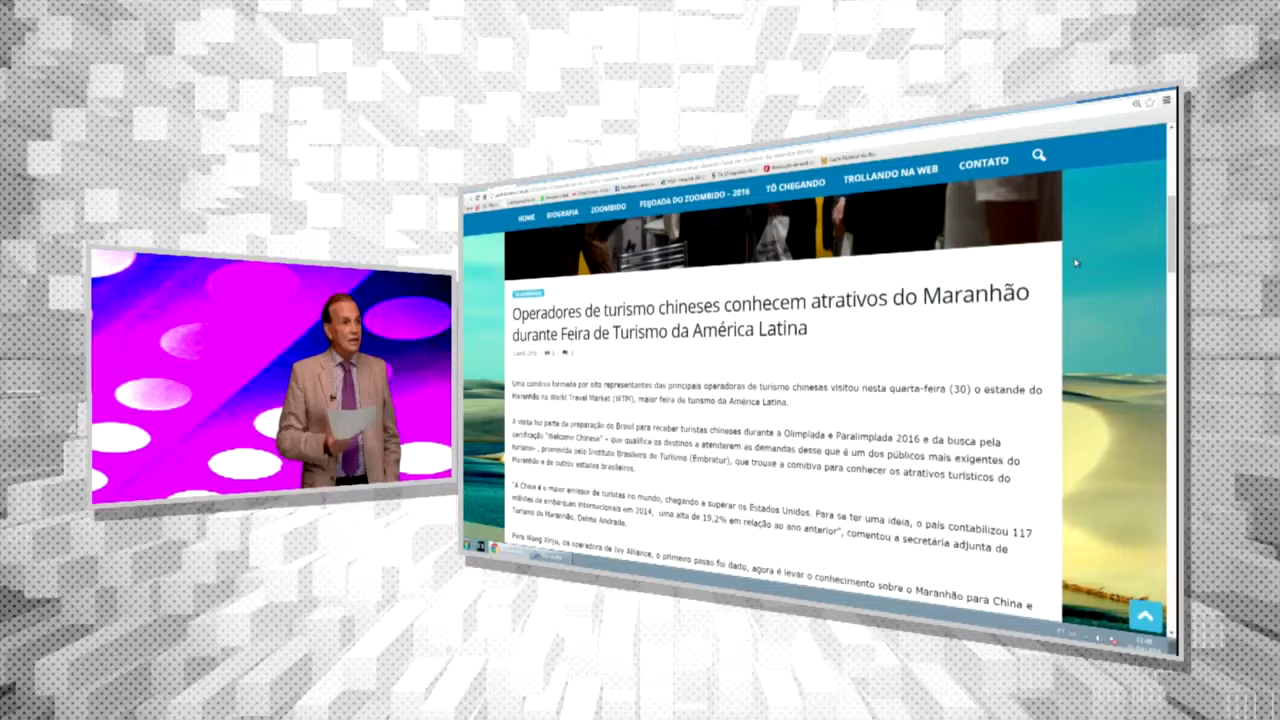 HOME BIOGRAFIA ZOOMBIDO FEIJOADA DO ZOOMBIDO - 2016 TÔ CHEGANDO TROLLANDO NA WEB CONTATO
Operadores de turismo chineses conhecem atrativos do Maranhão
durante Feira de Turismo da América Latina
Uma comitiva formada por oito representantes das principais operadoras de turismo chinesas visitou nesta quarta-feira (30) o estande do
Maranhão na World Travel Market (WTM), maior feira de turismo da América Latina.
A visita fez parte da preparação do Brasil para receber turistas chineses durante a Olimpíada e Paralimpíada 2016 e da busca pela
certificação "Welcome Chinese" – que qualifica os destinos a atenderem as demandas desse que é um dos públicos mais exigentes do
turismo- , promovida pelo Instituto Brasileiro de Turismo (Embratur), que trouxe a comitiva para conhecer os atrativos turísticos do
Maranhão e de outros estados brasileiros.
"A China é o maior emissor de turistas no mundo, chegando a superar os Estados Unidos. Para se ter uma ideia, o país contabilizou 117
milhões de embarques internacionais em 2014, uma alta de 19,2% em relação ao ano anterior", comentou a secretária adjunta de
Turismo do Maranhão, Delma Andrade.
Para Wang Xinju, da operadora de Ivy Alliance, o primeiro passo foi dado, agora é levar o conhecimento sobre o Maranhão para China e